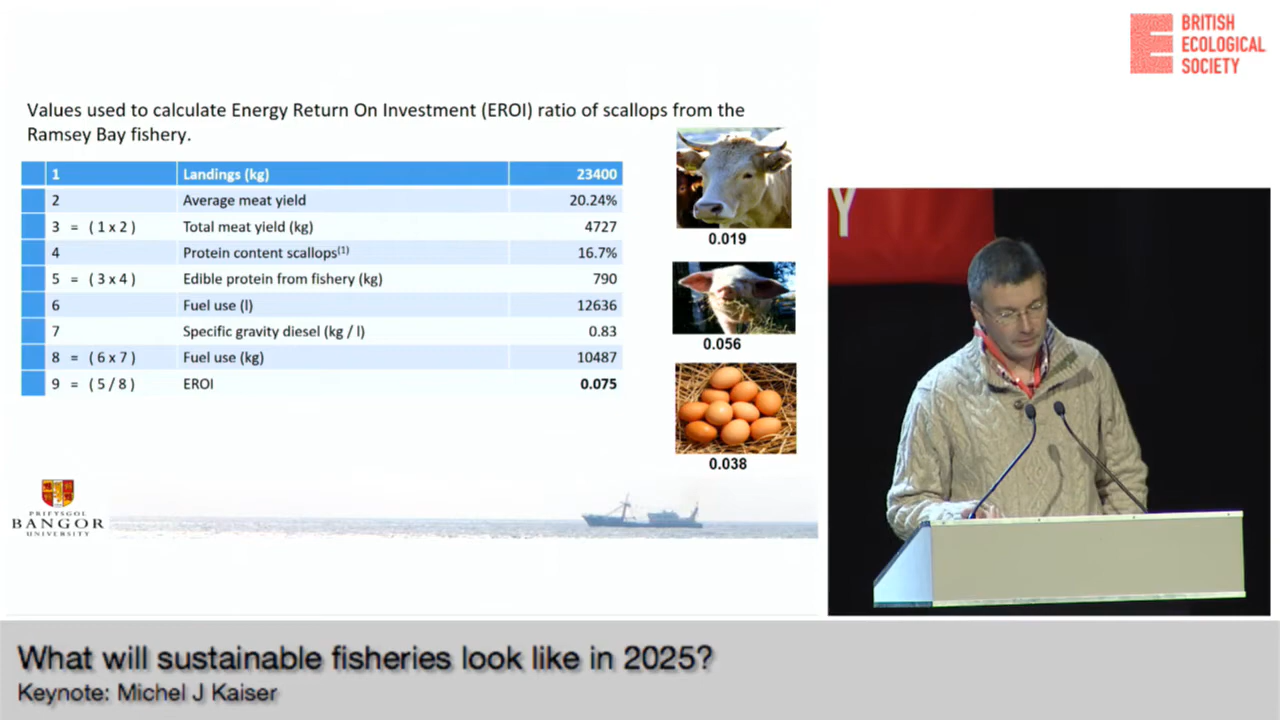 BRITISH
ECOLOGICAL
SOCIETY
Values used to calculate Energy Return On Investment (EROI) ratio of scallops from the
Ramsey Bay fishery.
1 Landings (kg) 23400
2 Average meat yield 20.24%
3 = (1 x 2) Total meat yield (kg) 4727
4 Protein content scallops(1) 16.7%
5 = (3 x 4) Edible protein from fishery (kg) 790
6 Fuel use (l) 12636
7 Specific gravity diesel (kg / l) 0.83
8 = (6 x 7) Fuel use (kg) 10487
9 = (5 / 8) EROI 0.075
0.019
0.056
0.038
Y
PRIFYSGOL
BANGOR
UNIVERSITY
What will sustainable fisheries look like in 2025?
Keynote: Michel J Kaiser